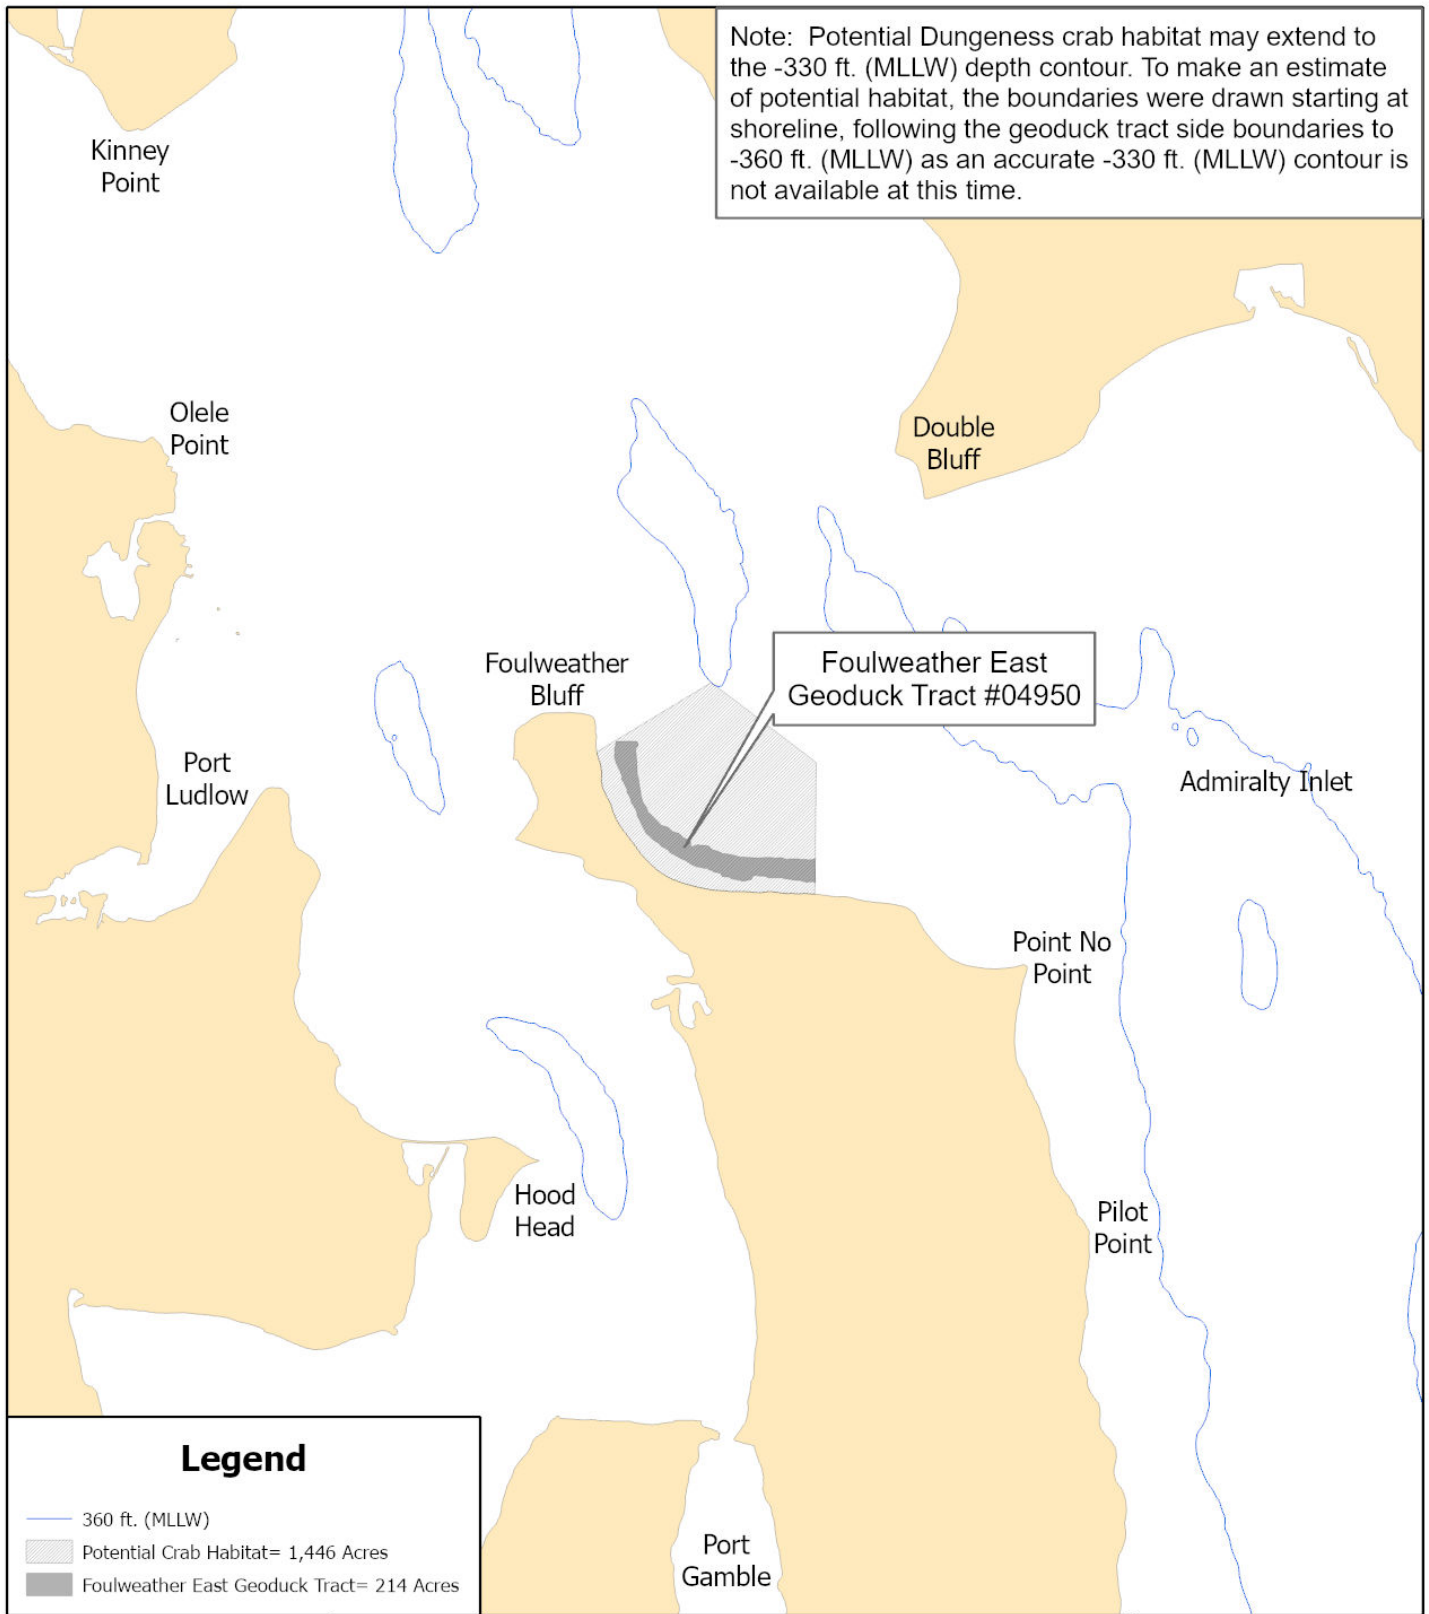 Note:  Potential Dungeness crab habitat may extend to
the -330 ft. (MLLW) depth contour. To make an estimate
of potential habitat, the boundaries were drawn starting at
shoreline, following the geoduck tract side boundaries to
-360 ft. (MLLW) as an accurate -330 ft. (MLLW) contour is
not available at this time.
Kinney
Point
Olele
Point
Double
Bluff
Foulweather
Bluff
Foulweather East
Geoduck Tract #04950
Port
Ludlow
Admiralty Inlet
Point No
Point
Hood
Head
Pilot
Point
Port
Gamble
Legend
360 ft. (MLLW)
Potential Crab Habitat= 1,446 Acres
Foulweather East Geoduck Tract= 214 Acres